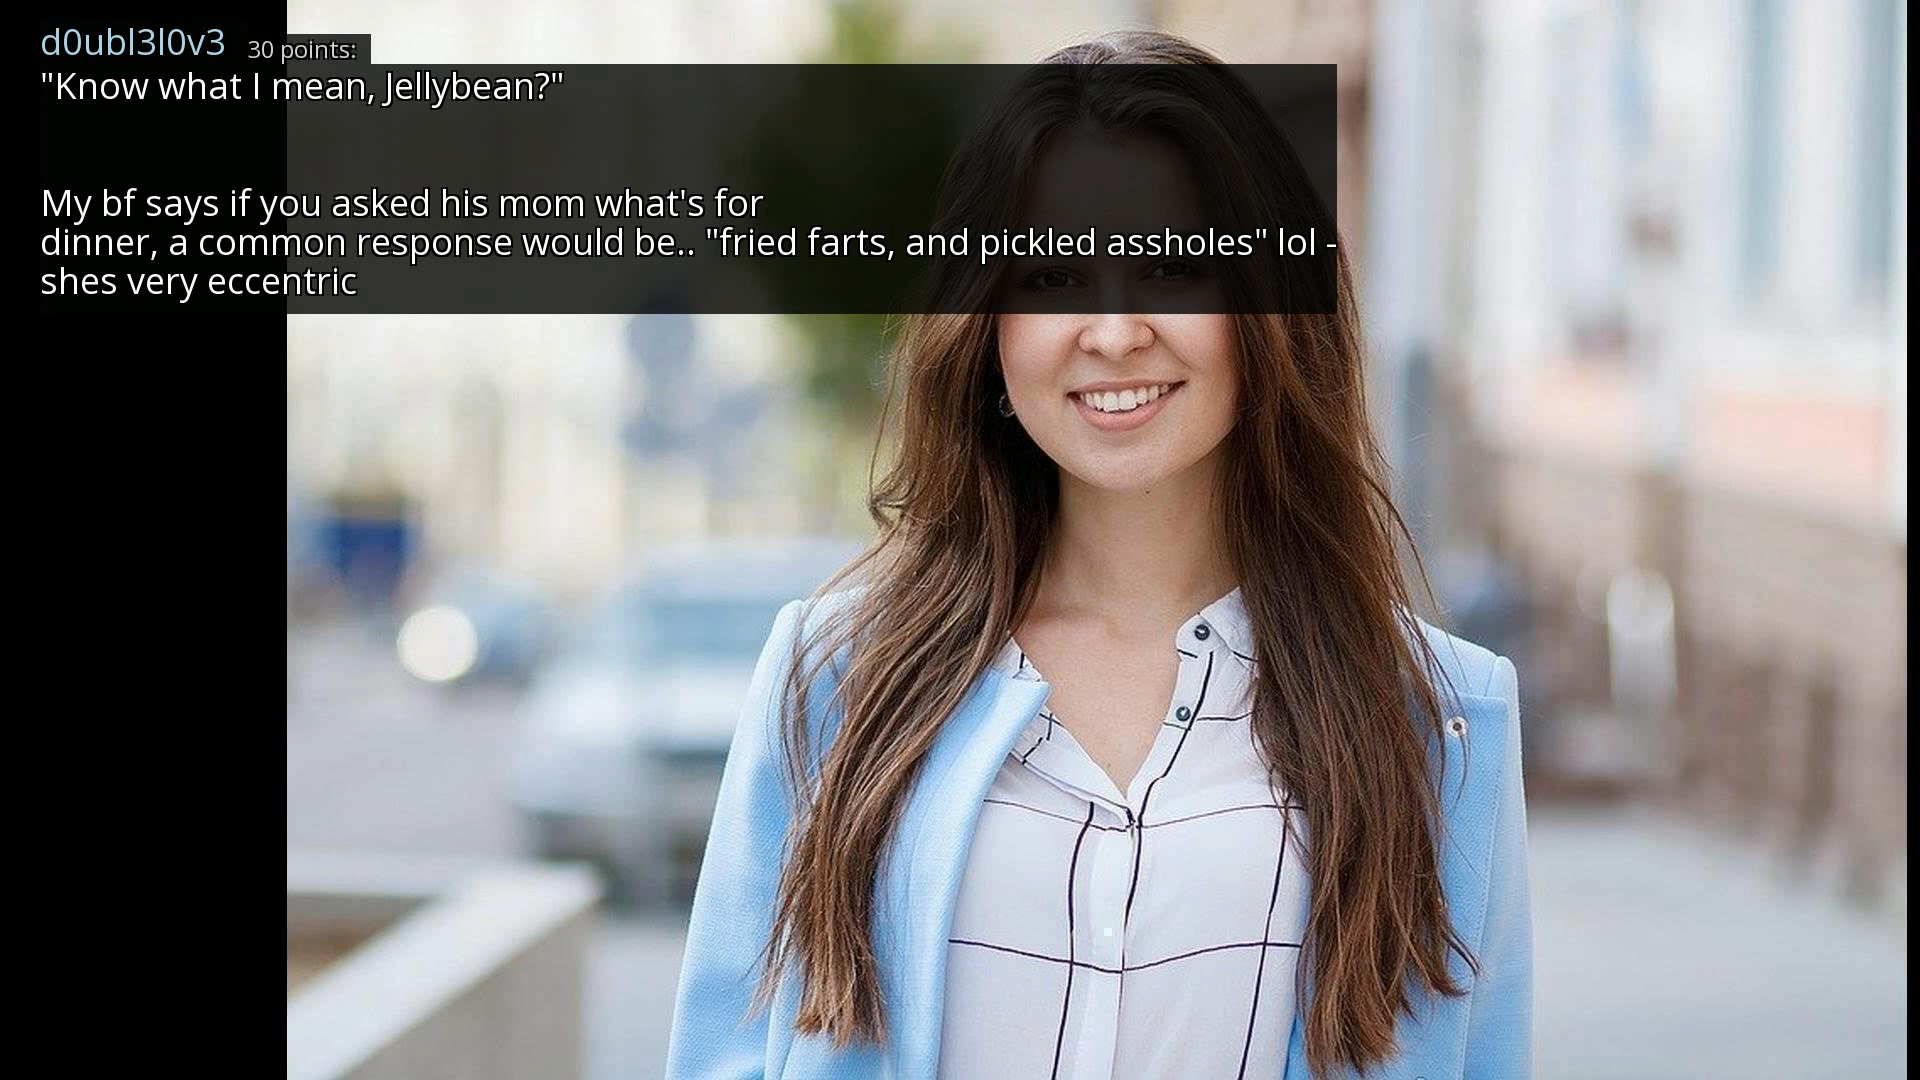 d0ubl3l0v3 30 points:
"Know what I mean, Jellybean?"
My bf says if you asked his mom what's for
dinner, a common response would be.. "fried farts, and pickled assholes" lol -
shes very eccentric